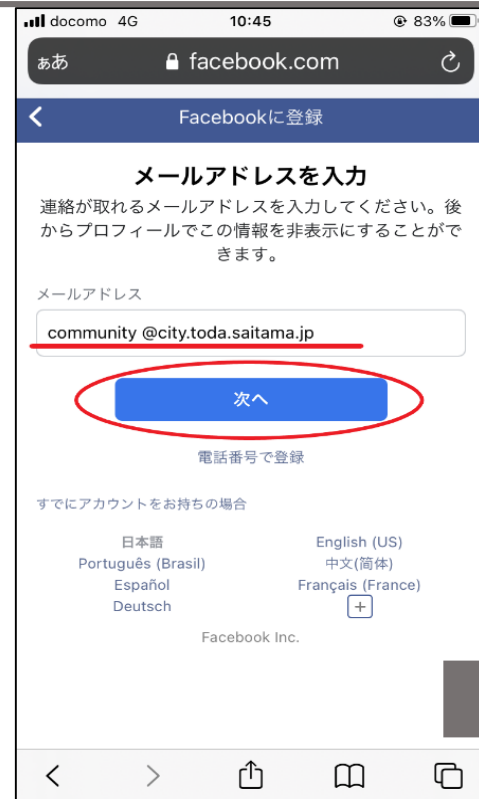 docomo 4G 10:45 83%
ぁあ facebook.com
Facebookに登録
メールアドレスを入力
連絡が取れるメールアドレスを入力してください。後
からプロフィールでこの情報を非表示にすることがで
きます。
メールアドレス
community @city.toda.saitama.jp
次へ
電話番号で登録
すでにアカウントをお持ちの場合
日本語 English (US)
Português (Brasil) 中文(简体)
Español Français (France)
Deutsch
Facebook Inc.